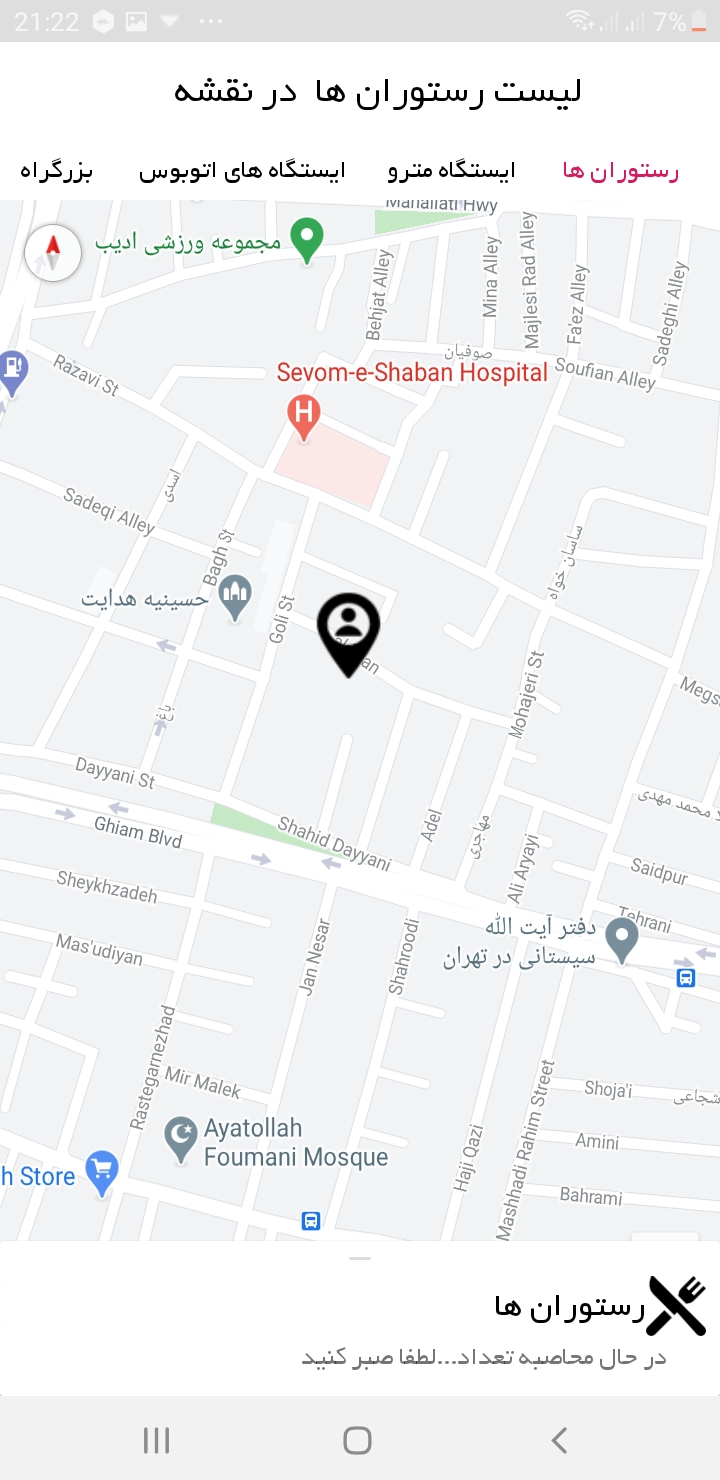 21:22
7%
لیست رستوران ها در نقشه
رستوران ها
ایستگاه مترو
ایستگاه های اتوبوس
بزرگراه
Mahallati Hwy
مجموعه ورزشی ادیب
Behjat Alley
Mina Alley
Majlesi Rad Alley
Fa'ez Alley
Sadeghi Alley
صوفیان
Soufian Alley
Razavi St
Sevom-e-Shaban Hospital
H
اسدی
Sadeqi Alley
Bagh St
ساسان خواه
حسینیه هدایت
Goli St
Mohajeri St
باغ
Dayyani St
لا محمد مهدی
Ghiam Blvd
Shahid Dayyani
Adel
مهاجری
Ali Aryayi
Saidpur
Sheykhzadeh
Tehrani
دفتر آیت الله
سیستانی در تهران
Mas'udiyan
Jan Nesar
Shahroodi
Rastegarnezhad
Mir Malek
Shoja'i
شجاعی
Ayatollah
Foumani Mosque
Amini
Haji Qazi
Mashhadi Rahim Street
h Store
Bahrami
رستوران ها
در حال محاصبه تعداد...لطفا صبر کنید